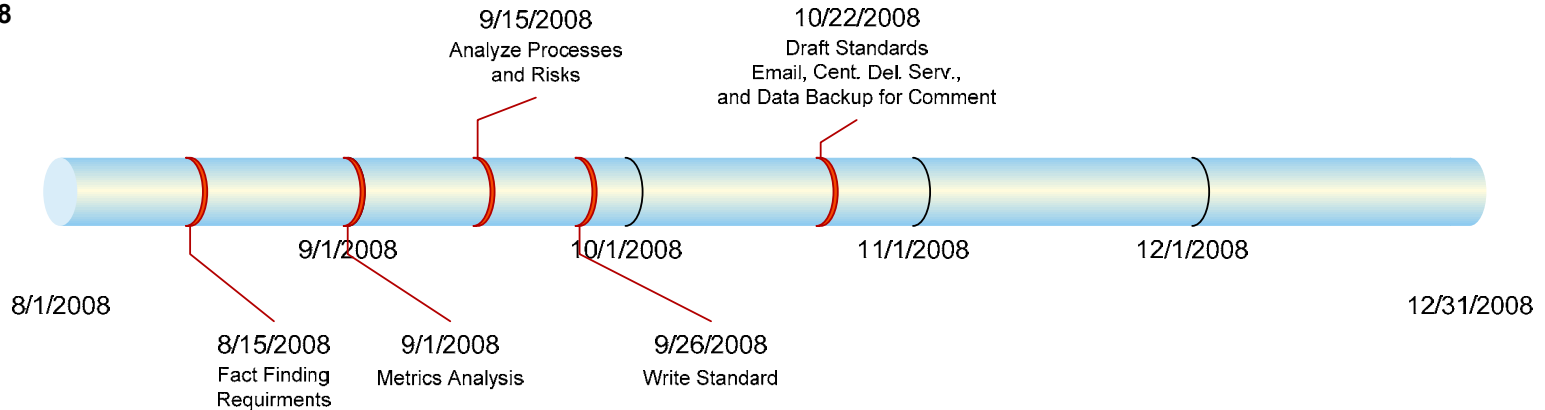 8
9/15/2008
Analyze Processes
and Risks
10/22/2008
Draft Standards
Email, Cent. Del. Serv.,
and Data Backup for Comment
9/1/2008
10/1/2008
11/1/2008
12/1/2008
8/1/2008
12/31/2008
8/15/2008
Fact Finding
Requirments
9/1/2008
Metrics Analysis
9/26/2008
Write Standard